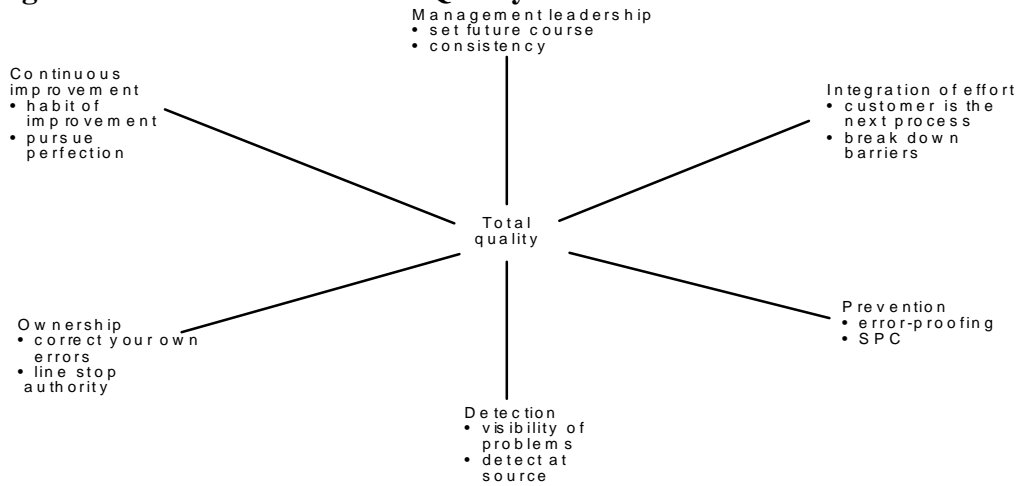 Management leadership
• set future course
• consistency
Continuous
improvement
• habit of
improvement
• pursue
perfection
Integration of effort
• customer is the
next process
• break down
barriers
Total
quality
Ownership
• correct your own
errors
• line stop
authority
Prevention
• error-proofing
• SPC
Detection
• visibility of
problems
• detect at
source